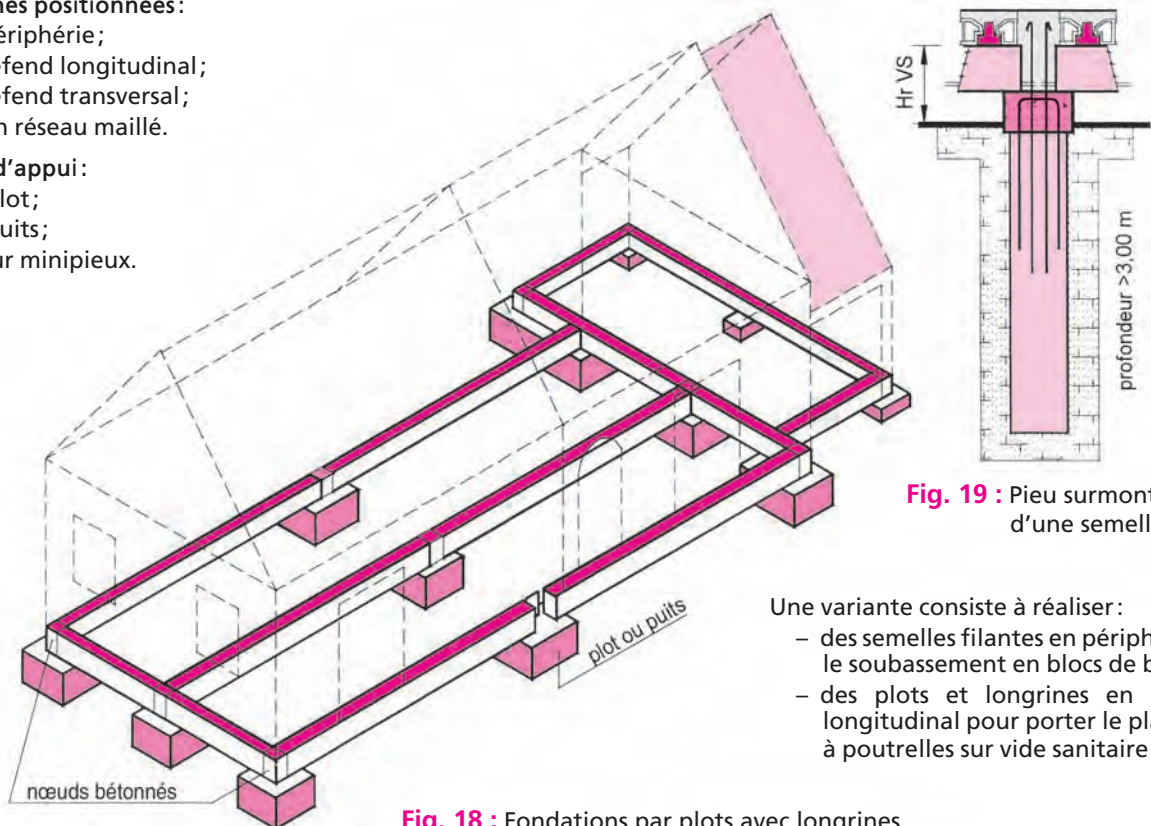 positionnées :
ériphérie ;
efend longitudinal ;
efend transversal ;
n réseau maillé.
d'appui :
lot ;
uits ;
ur minipieux.
Hr VS
profondeur >3,00 m
Fig. 19 : Pieu surmont
d'une semell
plot ou puits
Une variante consiste à réaliser :
– des semelles filantes en périph
le soubassement en blocs de b
– des plots et longrines en
longitudinal pour porter le pla
à poutrelles sur vide sanitaire
nœuds bétonnés
Fig. 18 : Fondations par plots avec longrines